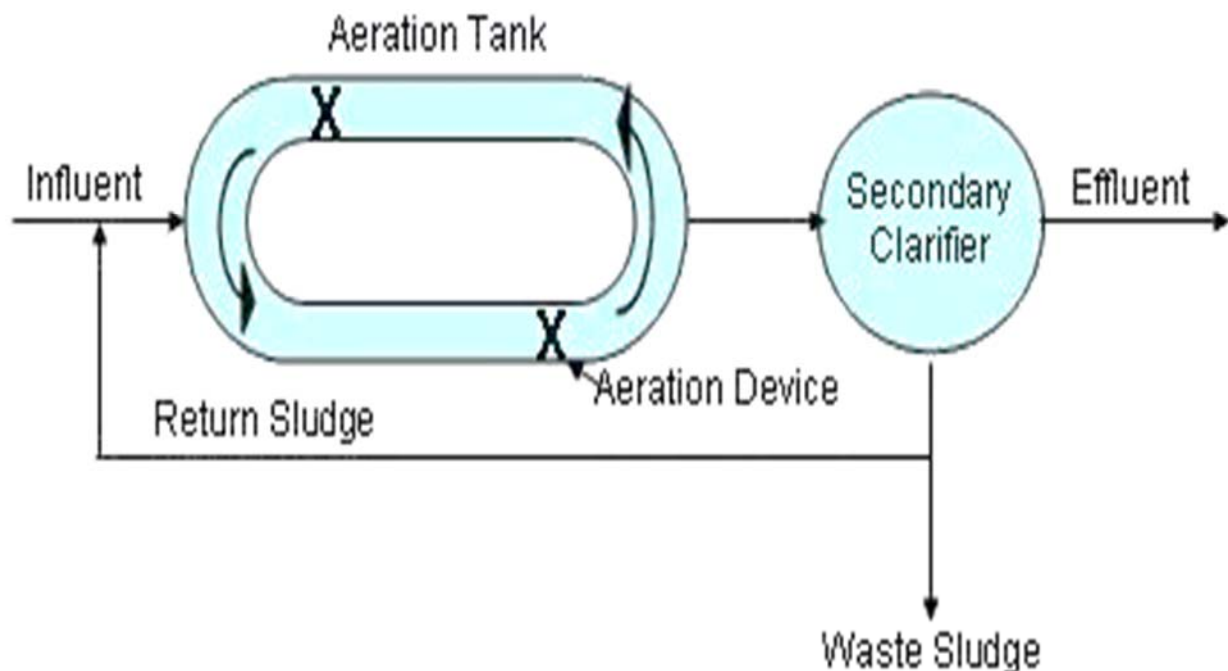 Aeration Tank
Influent
Secondary
Clarifier
Effluent
Aeration Device
Return Sludge
Waste Sludge